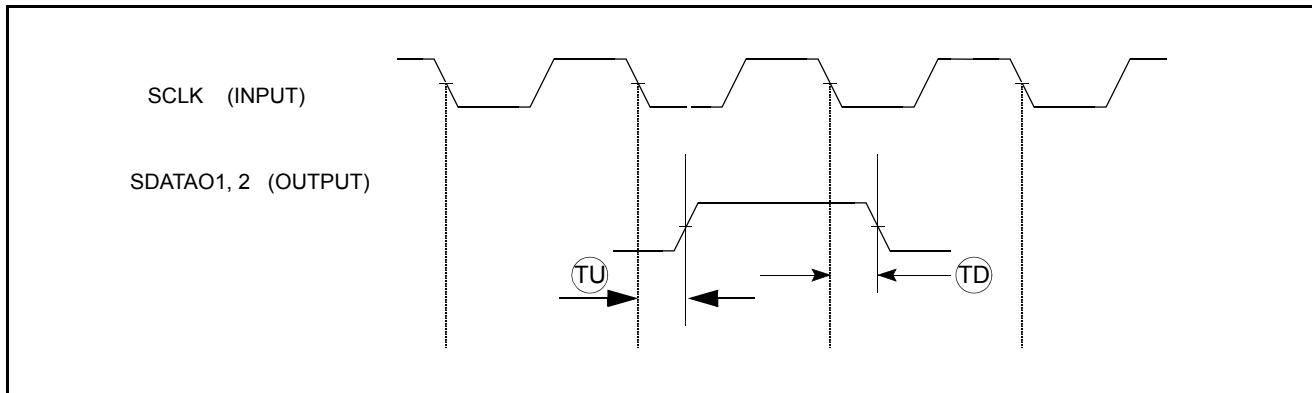 SCLK (INPUT)
SDATAO1, 2 (OUTPUT)
TU
TD